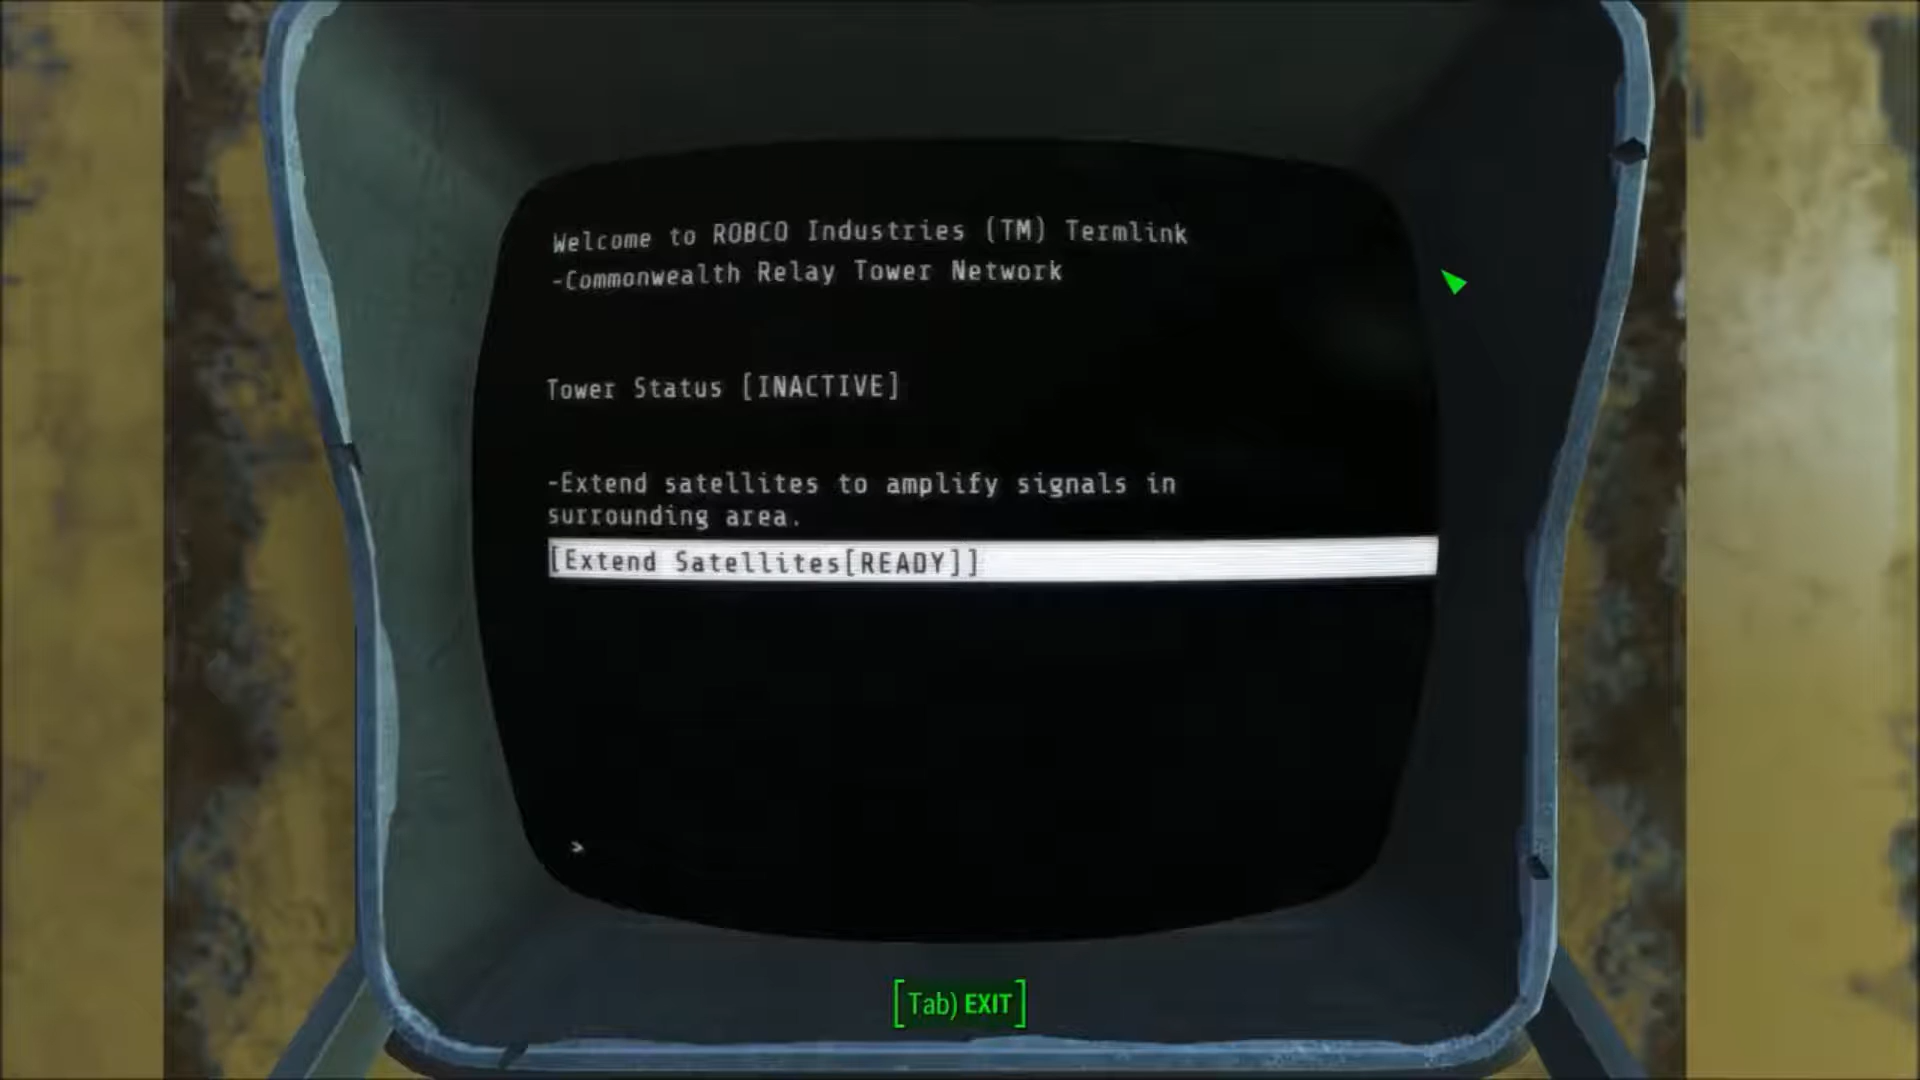 Welcome to ROBCO Industries (TM) Termlink
-Commonwealth Relay Tower Network
Tower Status [INACTIVE]
-Extend satellites to amplify signals in
surrounding area.
[Extend Satellites[READY]]
>
[Tab) EXIT]